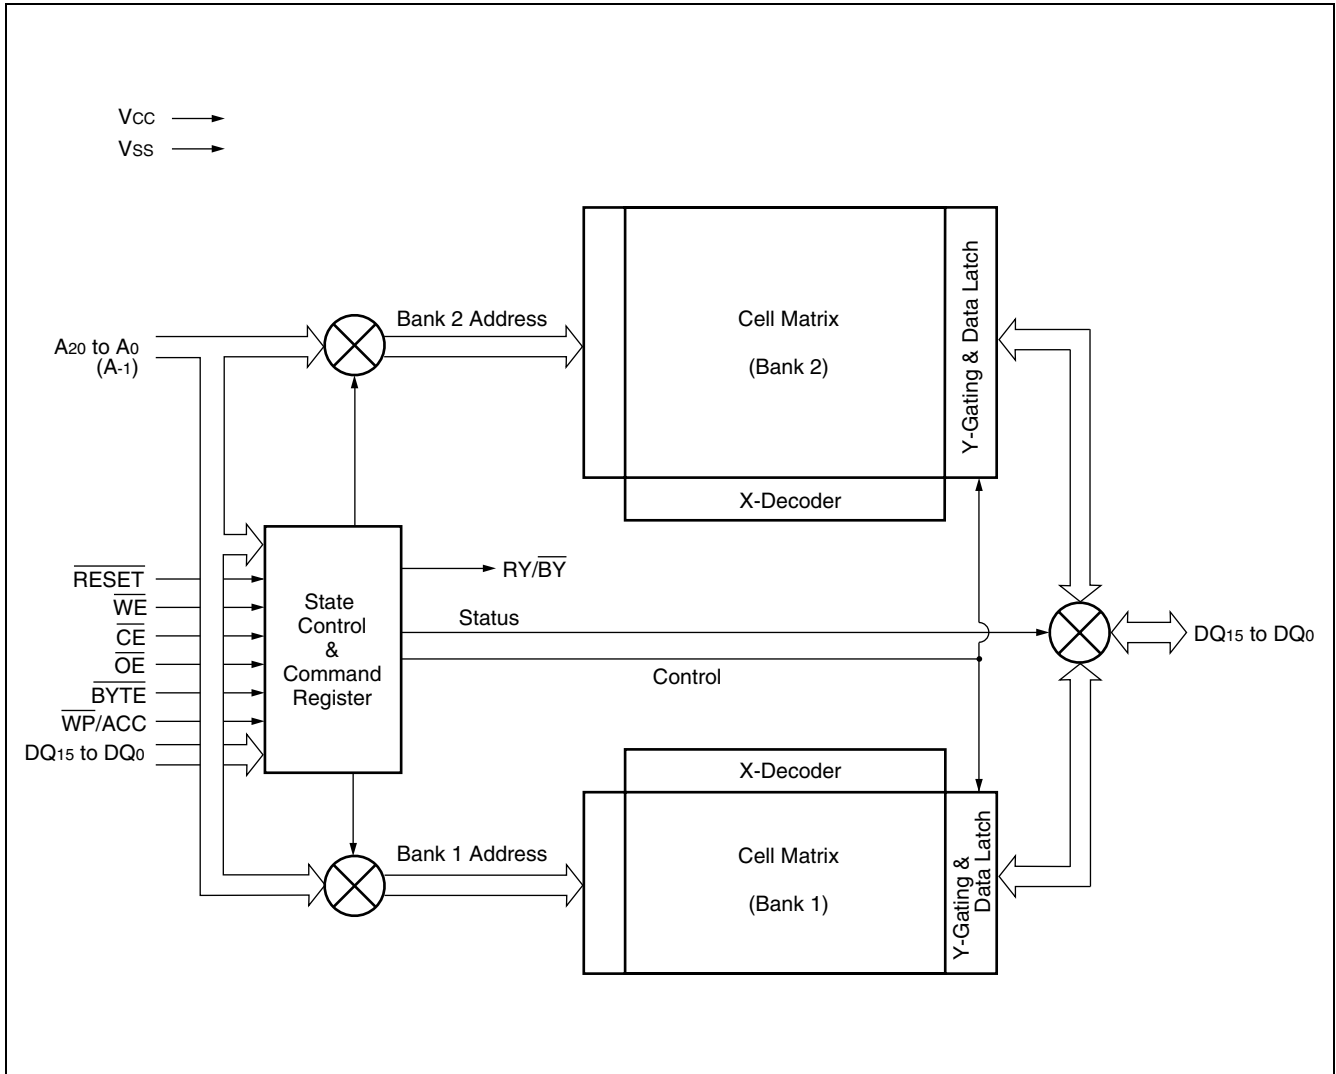 VCC
VSS
Bank 2 Address
A20 to A0
(A-1)
Cell Matrix
(Bank 2)
Y-Gating & Data Latch
X-Decoder
RESET
WE
CE
OE
BYTE
WP/ACC
DQ15 to DQ0
State
Control
&
Command
Register
RY/BY
Status
Control
DQ15 to DQ0
X-Decoder
Bank 1 Address
Cell Matrix
(Bank 1)
Y-Gating &
Data Latch